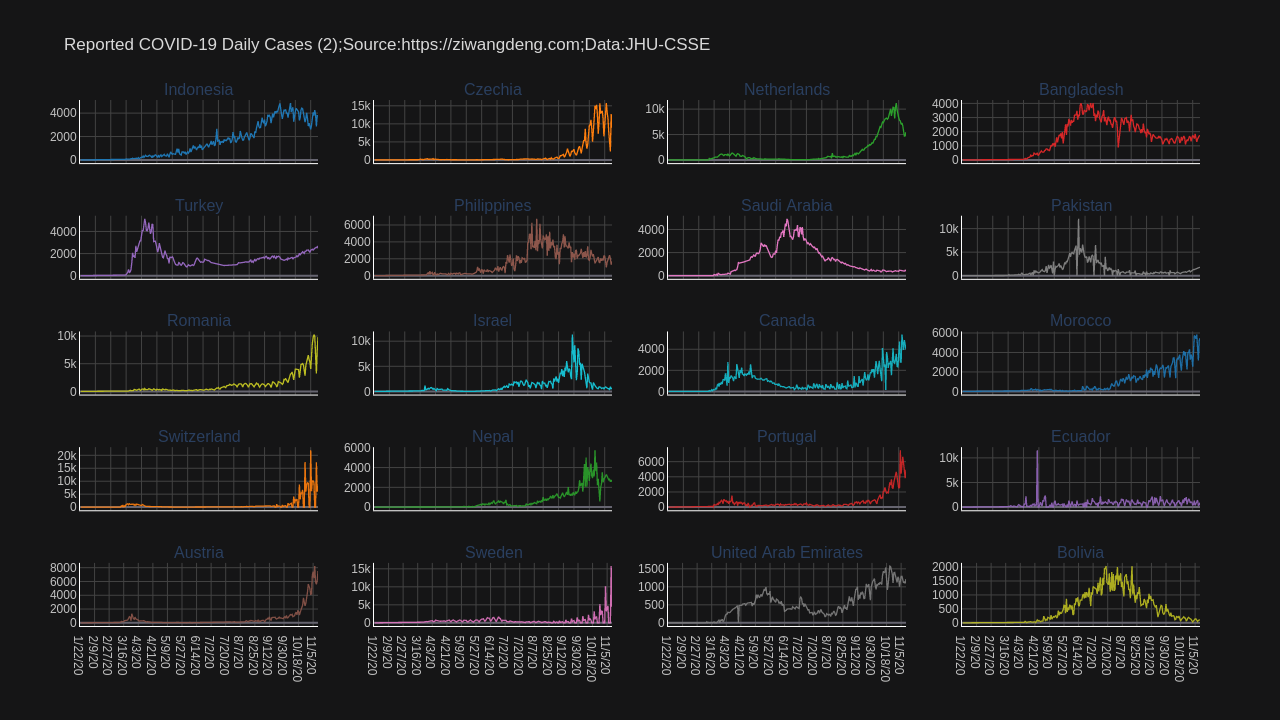 Reported COVID-19 Daily Cases (2);Source:https://ziwangdeng.com;Data:JHU-CSSE
Indonesia
Czechia
Netherlands
Bangladesh
4000
2000
0
15k
10k
5k
0
10k
5k
0
4000
3000
2000
1000
0
Turkey
Philippines
Saudi Arabia
Pakistan
4000
2000
0
6000
4000
2000
0
4000
2000
0
10k
5k
0
Romania
Israel
Canada
Morocco
10k
5k
0
10k
5k
0
4000
2000
0
6000
4000
2000
0
Switzerland
Nepal
Portugal
Ecuador
20k
15k
10k
5k
0
6000
4000
2000
0
6000
4000
2000
0
10k
5k
0
Austria
Sweden
United Arab Emirates
Bolivia
8000
6000
4000
2000
0
15k
10k
5k
0
1500
1000
500
0
2000
1500
1000
500
0
1/22/20 2/9/20 2/27/20 3/16/20 4/3/20 4/21/20 5/9/20 5/27/20 6/14/20 7/2/20 7/20/20 8/7/20 8/25/20 9/12/20 9/30/20 10/18/20 11/5/20
1/22/20 2/9/20 2/27/20 3/16/20 4/3/20 4/21/20 5/9/20 5/27/20 6/14/20 7/2/20 7/20/20 8/7/20 8/25/20 9/12/20 9/30/20 10/18/20 11/5/20
1/22/20 2/9/20 2/27/20 3/16/20 4/3/20 4/21/20 5/9/20 5/27/20 6/14/20 7/2/20 7/20/20 8/7/20 8/25/20 9/12/20 9/30/20 10/18/20 11/5/20
1/22/20 2/9/20 2/27/20 3/16/20 4/3/20 4/21/20 5/9/20 5/27/20 6/14/20 7/2/20 7/20/20 8/7/20 8/25/20 9/12/20 9/30/20 10/18/20 11/5/20